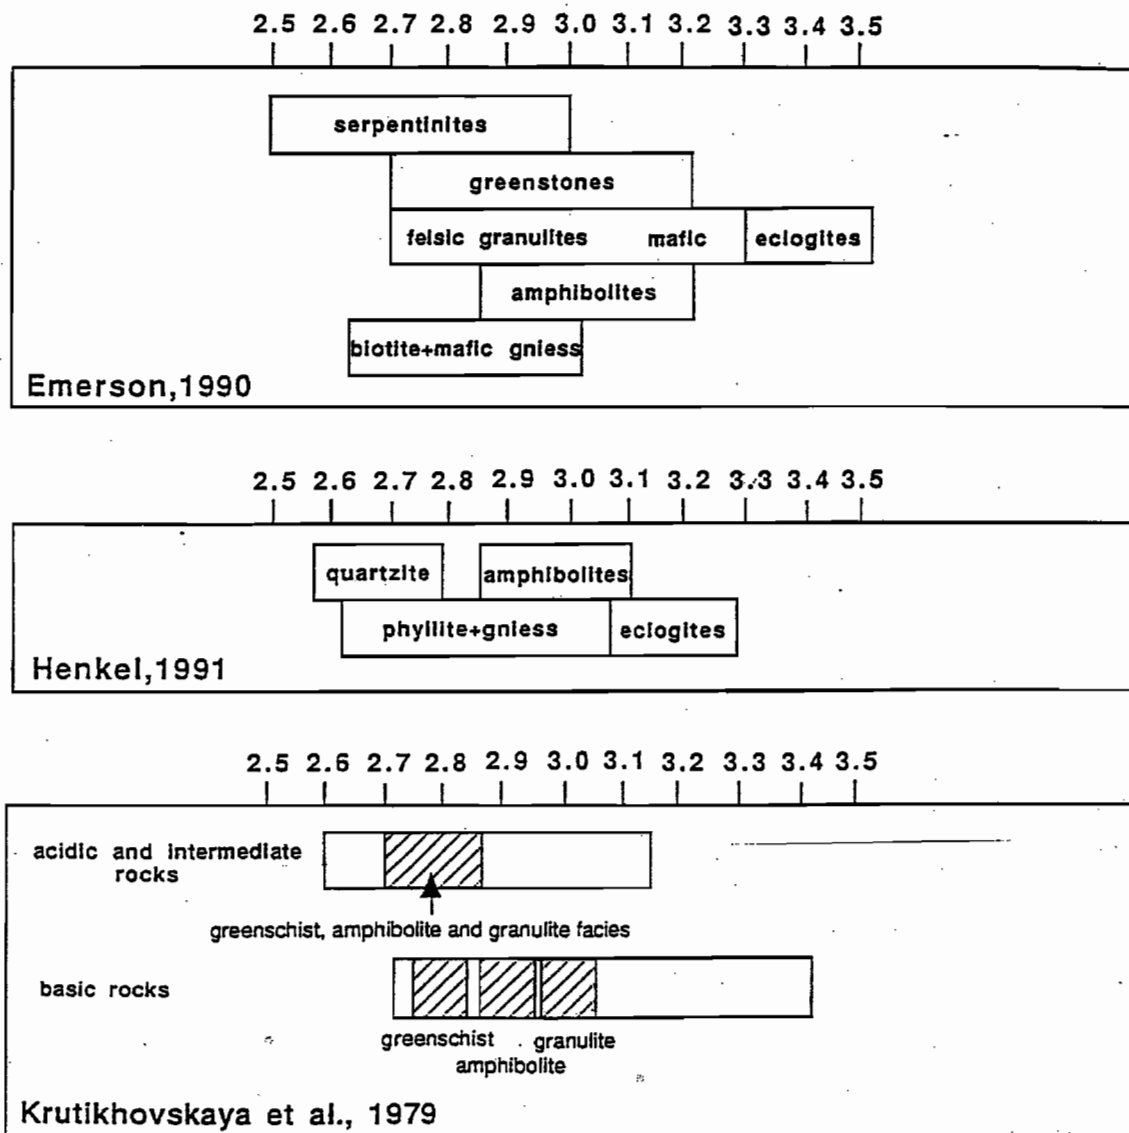 2.5 2.6 2.7 2.8 2.9 3.0 3.1 3.2 3.3 3.4 3.5
serpentinites
greenstones
felsic granulites mafic eclogites
amphibolites
biotite+mafic gniess
Emerson,1990
2.5 2.6 2.7 2.8 2.9 3.0 3.1 3.2 3.3 3.4 3.5
quartzite amphibolites
phyllite+gniess eclogites
Henkel,1991
2.5 2.6 2.7 2.8 2.9 3.0 3.1 3.2 3.3 3.4 3.5
acidic and intermediate
rocks
greenschist, amphibolite and granulite facies
basic rocks
greenschist granulite
amphibolite
Krutikhovskaya et al., 1979